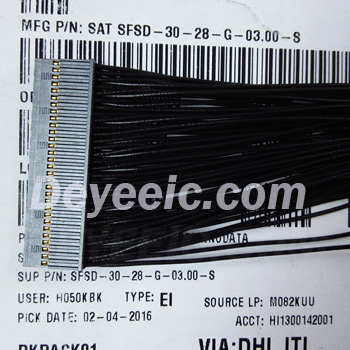 MFG P/N: SAT SFSD-30-28-G-03.00-S
Deyeeic.com
SUP P/N: SFSD-30-28-G-03.00-S
USER: H050KBK TYPE: EI SOURCE LP: M082KUU
PICK DATE: 02-04-2016 ACCT: HI1300142001
VIA:DHL ITL